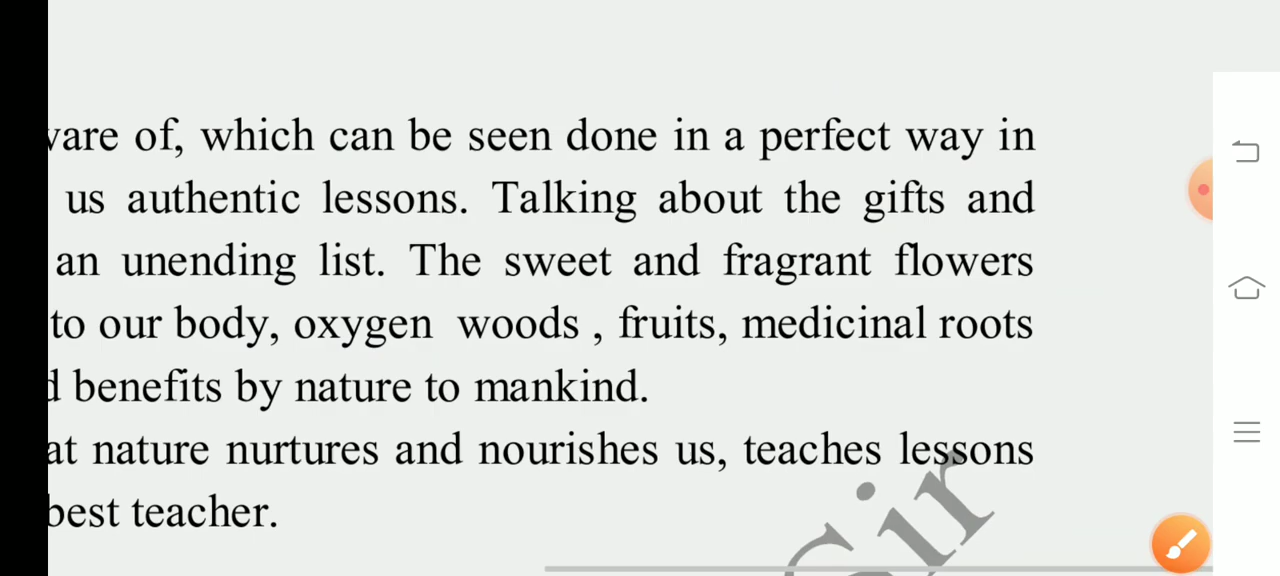 of, which can be seen done in a perfect way in
us authentic lessons. Talking about the gifts and
an unending list. The sweet and fragrant flowers
to our body, oxygen woods , fruits, medicinal roots
benefits by nature to mankind.
nature nurtures and nourishes us, teaches lessons
best teacher.
Sir